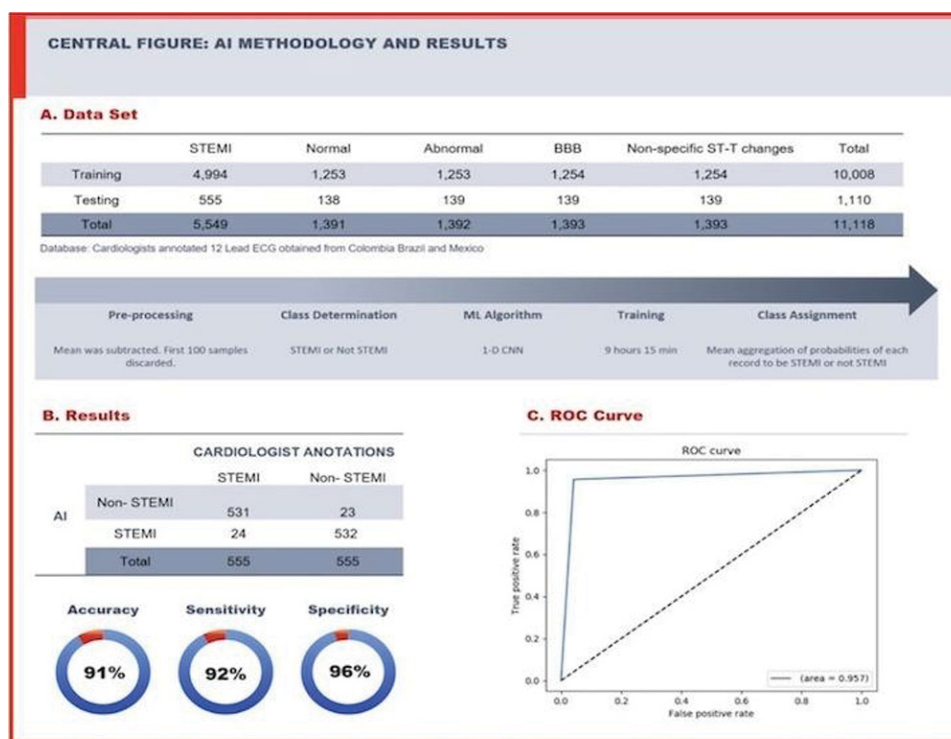 CENTRAL FIGURE: AI METHODOLOGY AND RESULTS
A. Data Set
STEMI Normal Abnormal BBB Non-specific ST-T changes Total
Training 4,994 1,253 1,253 1,254 1,254 10,008
Testing 555 138 139 139 139 1,110
Total 5,549 1,391 1,392 1,393 1,393 11,118
Database: Cardiologists annotated 12 Lead ECG obtained from Colombia Brazil and Mexico
Pre-processing Class Determination ML Algorithm Training Class Assignment
Mean was subtracted. First 100 samples discarded.
STEMI or Not STEMI
1-D CNN
9 hours 15 min
Mean aggregation of probabilities of each
record to be STEMI or not STEMI
B. Results
CARDIOLOGIST ANOTATIONS
STEMI Non- STEMI
AI
Non- STEMI 531 23
STEMI 24 532
Total 555 555
Accuracy Sensitivity Specificity
91% 92% 96%
C. ROC Curve
ROC curve
True positive rate
1.0
0.8
0.6
0.4
0.2
0.0
0.0 0.2 0.4 0.6 0.8 1.0
False positive rate
(area = 0.957)